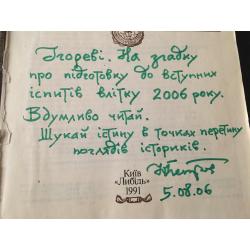 Ігореві. На згадку
про підготовку до вступних
іспитів влітку 2006 року.
Вдумливо читай.
Шукай істину в точках перетину
поглядів істориків.
Київ
«Либідь»
1991
5.08.06